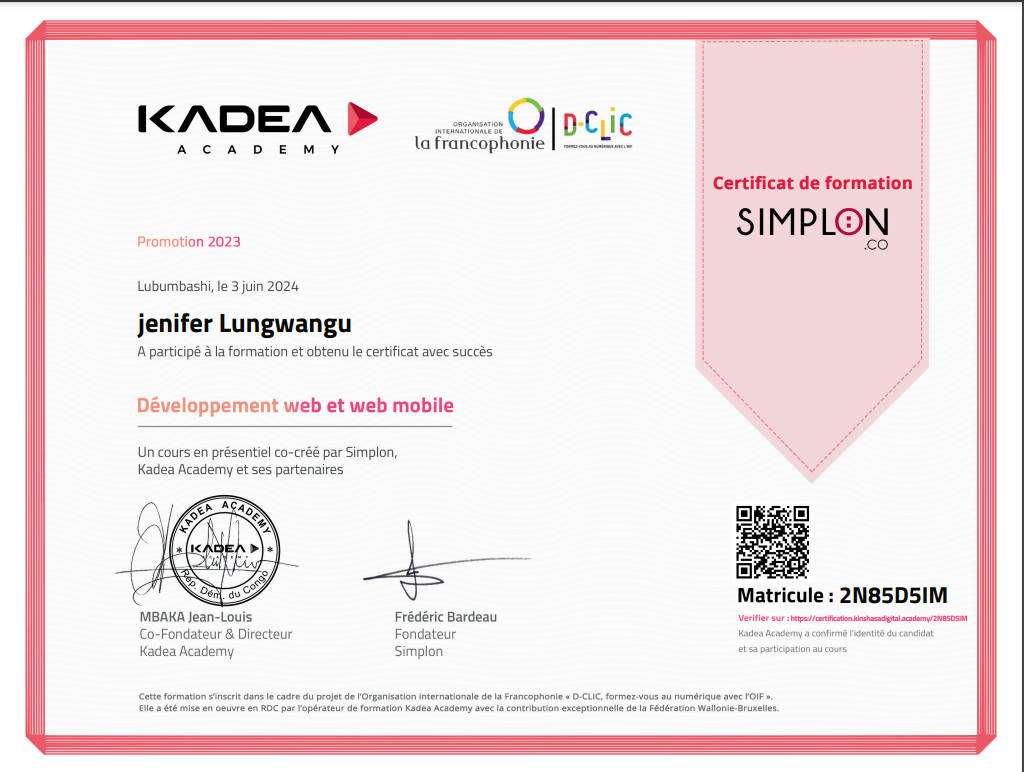 KADEA
ACADEMY
ORGANISATION
INTERNATIONALE DE
la francophonie
D-CLIC
FORMEZ-VOUS AU NUMÉRIQUE AVEC L'OIF
Certificat de formation
SIMPLON
.CO
Promotion 2023
Lubumbashi, le 3 juin 2024
jenifer Lungwangu
A participé à la formation et obtenu le certificat avec succès
Développement web et web mobile
Un cours en présentiel co-créé par Simplon,
Kadea Academy et ses partenaires
KADEA ACADEMY
KADEA
Rép. Dém. du Congo
MBAKA Jean-Louis
Co-Fondateur & Directeur
Kadea Academy
Frédéric Bardeau
Fondateur
Simplon
Matricule : 2N85D5IM
Verifier sur : https://certification.kinshasadigital.academy/2N85D5IM
Kadea Academy a confirmé l'identité du candidat
et sa participation au cours
Cette formation s'inscrit dans le cadre du projet de l'Organisation internationale de la Francophonie « D-CLIC, formez-vous au numérique avec l'OIF ».
Elle a été mise en oeuvre en RDC par l'opérateur de formation Kadea Academy avec la contribution exceptionnelle de la Fédération Wallonie-Bruxelles.